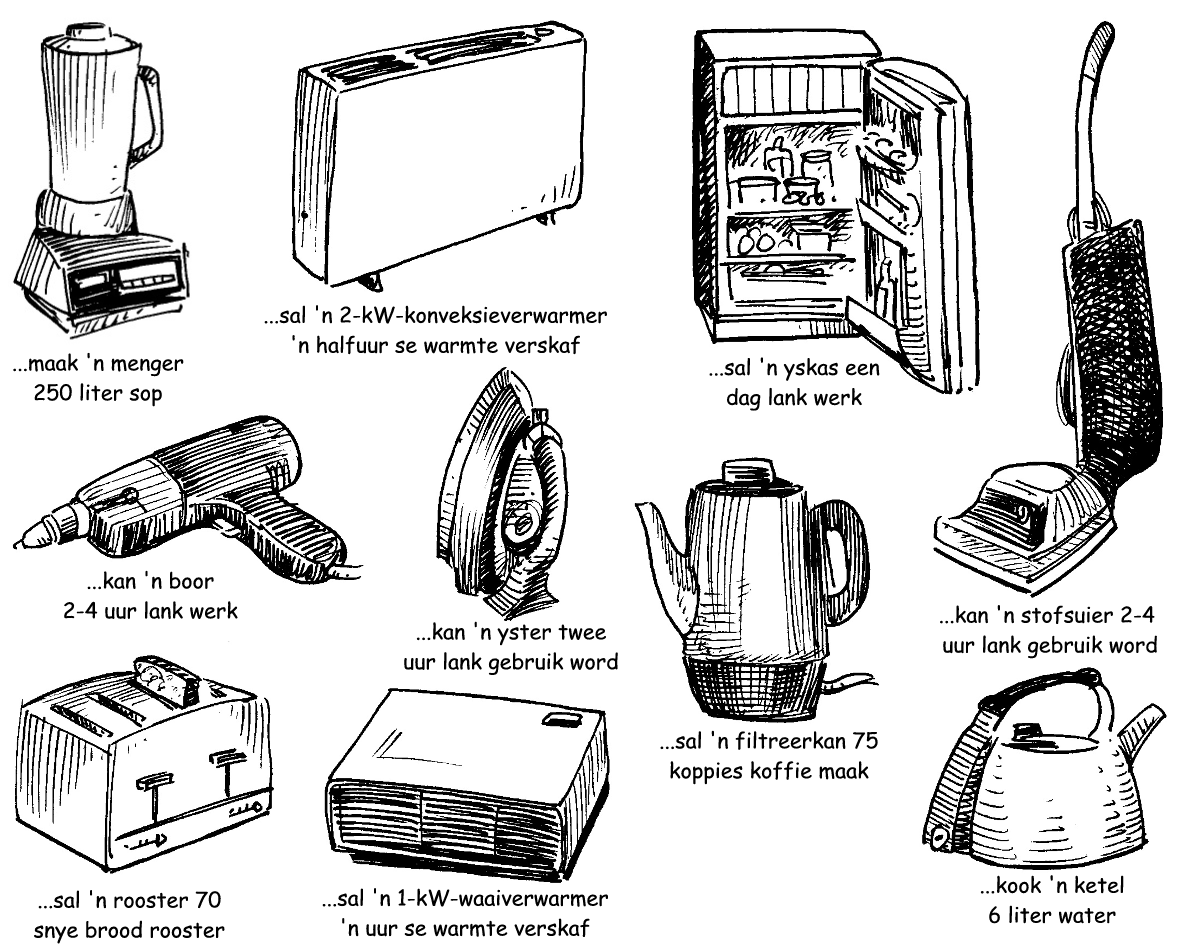 ...maak 'n menger
250 liter sop
...sal 'n 2-kW-konveksieverwarmer
'n halfuur se warmte verskaf
...sal 'n yskas een
dag lank werk
...kan 'n boor
2-4 uur lank werk
...kan 'n yster twee
uur lank gebruik word
...kan 'n stofsuier 2-4
uur lank gebruik word
...sal 'n filtreerkan 75
koppies koffie maak
...sal 'n rooster 70
snye brood rooster
...sal 'n 1-kW-waaiverwarmer
'n uur se warmte verskaf
...kook 'n ketel
6 liter water